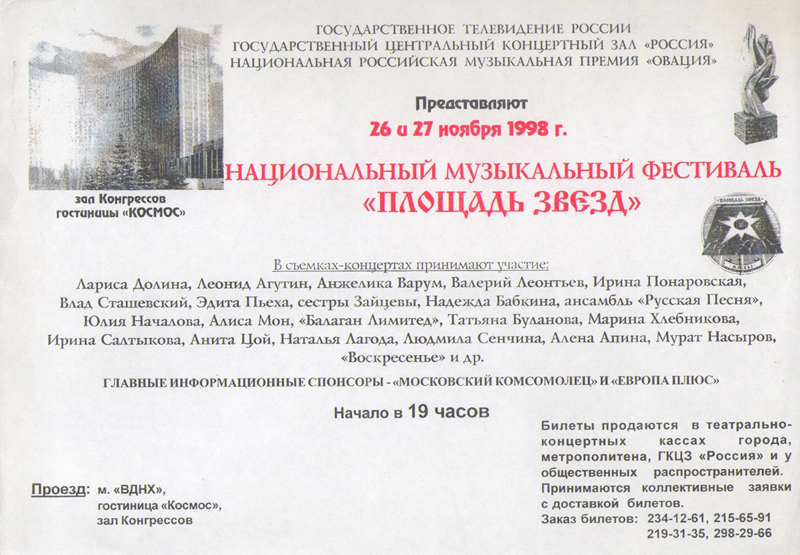 ГОСУДАРСТВЕННОЕ ТЕЛЕВИДЕНИЕ РОССИИ
ГОСУДАРСТВЕННЫЙ ЦЕНТРАЛЬНЫЙ КОНЦЕРТНЫЙ ЗАЛ «РОССИЯ»
НАЦИОНАЛЬНАЯ РОССИЙСКАЯ МУЗЫКАЛЬНАЯ ПРЕМИЯ «ОВАЦИЯ»
Представляют
26 и 27 ноября 1998 г.
НАЦИОНАЛЬНЫЙ МУЗЫКАЛЬНЫЙ ФЕСТИВАЛЬ
«ПЛОЩАДЬ ЗВЕЗД»
зал Конгрессов
гостиницы «КОСМОС»
ПЛОЩАДЬ ЗВЕЗД
МОСКВА
В съемках-концертах принимают участие:
Лариса Долина, Леонид Агутин, Анжелика Варум, Валерий Леонтьев, Ирина Понаровская,
Влад Сташевский, Эдита Пьеха, сестры Зайцевы, Надежда Бабкина, ансамбль «Русская Песня»,
Юлия Началова, Алиса Мон, «Балаган Лимитед», Татьяна Буланова, Марина Хлебникова,
Ирина Салтыкова, Анита Цой, Наталья Лагода, Людмила Сенчина, Алена Апина, Мурат Насыров,
«Воскресенье» и др.
ГЛАВНЫЕ ИНФОРМАЦИОННЫЕ СПОНСОРЫ - «МОСКОВСКИЙ КОМСОМОЛЕЦ» И «ЕВРОПА ПЛЮС»
Начало в 19 часов
Проезд: м. «ВДНХ»,
гостиница «Космос»,
зал Конгрессов
Билеты продаются в театрально-
концертных кассах города,
метрополитена, ГКЦЗ «Россия» и у
общественных распространителей.
Принимаются коллективные заявки
с доставкой билетов.
Заказ билетов: 234-12-61, 215-65-91
219-31-35, 298-29-66